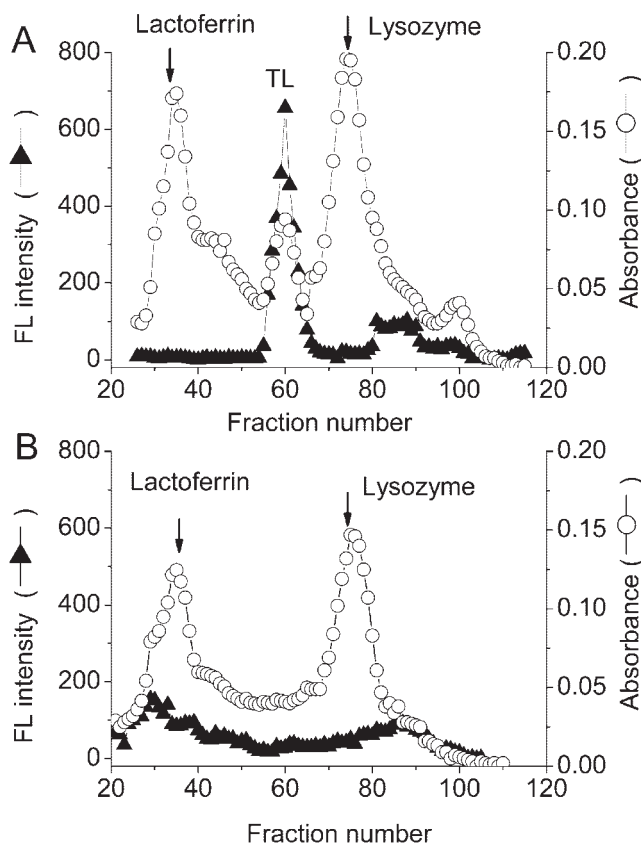 A
Lactoferrin
Lysozyme
TL
800
600
400
200
0
0.20
0.15
0.10
0.05
0.00
FL intensity ( ▲ )
Absorbance ( ○ )
20 40 60 80 100 120
Fraction number
B
Lactoferrin
Lysozyme
800
600
400
200
0
0.20
0.15
0.10
0.05
0.00
FL intensity ( ▲ )
Absorbance ( ○ )
20 40 60 80 100 120
Fraction number